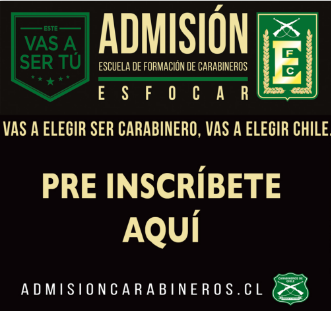 ESTE
VAS A
SER TÚ
ADMISIÓN
ESCUELA DE FORMACIÓN DE CARABINEROS
ESFOCAR
E
F
C
VAS A ELEGIR SER CARABINERO, VAS A ELEGIR CHILE.
PRE INSCRÍBETE
AQUÍ
ADMISIONCARABINEROS.CL